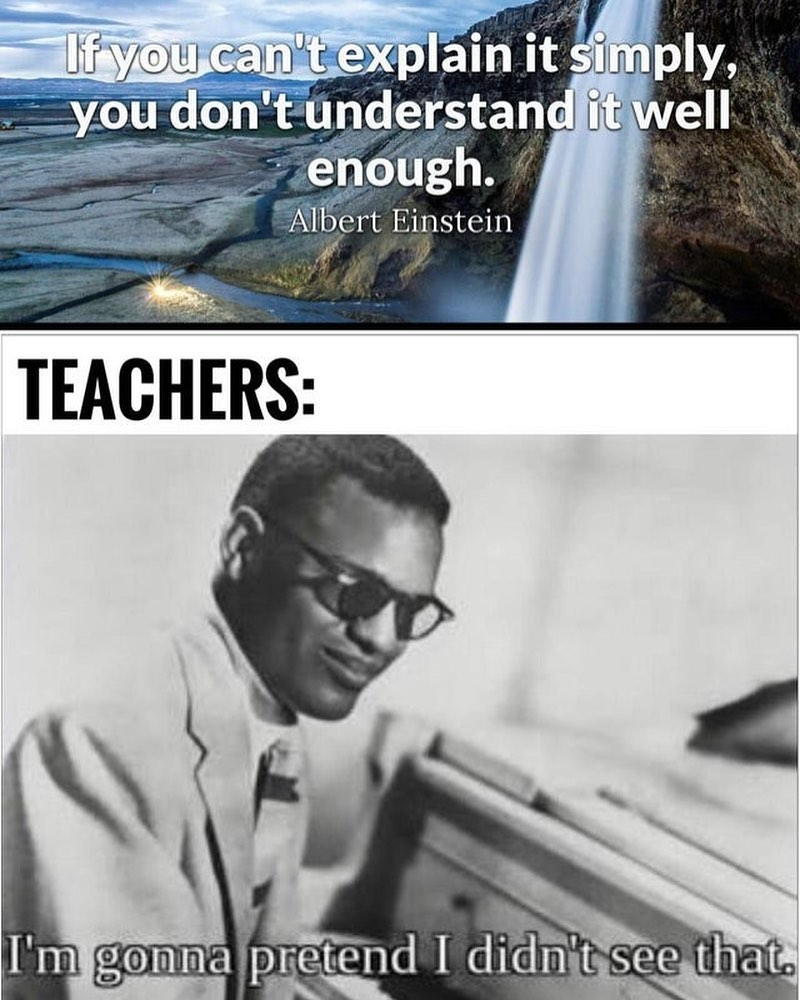 If you can't explain it simply,
you don't understand it well
enough.
Albert Einstein
TEACHERS:
I'm gonna pretend I didn't see that.